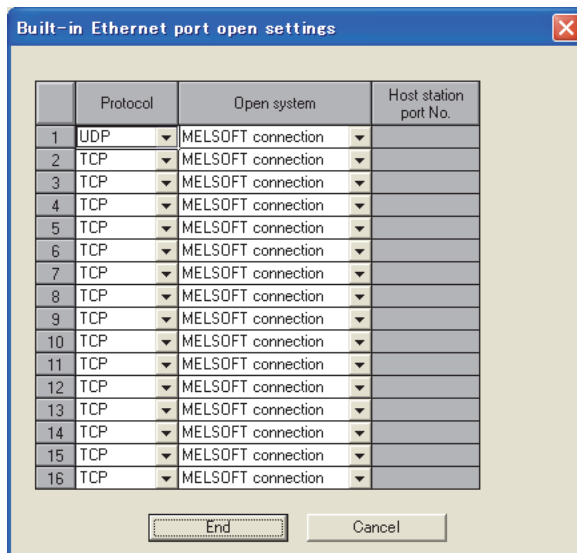 Built-in Ethernet port open settings
Protocol Open system Host station port No.
1 UDP MELSOFT connection
2 TCP MELSOFT connection
3 TCP MELSOFT connection
4 TCP MELSOFT connection
5 TCP MELSOFT connection
6 TCP MELSOFT connection
7 TCP MELSOFT connection
8 TCP MELSOFT connection
9 TCP MELSOFT connection
10 TCP MELSOFT connection
11 TCP MELSOFT connection
12 TCP MELSOFT connection
13 TCP MELSOFT connection
14 TCP MELSOFT connection
15 TCP MELSOFT connection
16 TCP MELSOFT connection
End Cancel